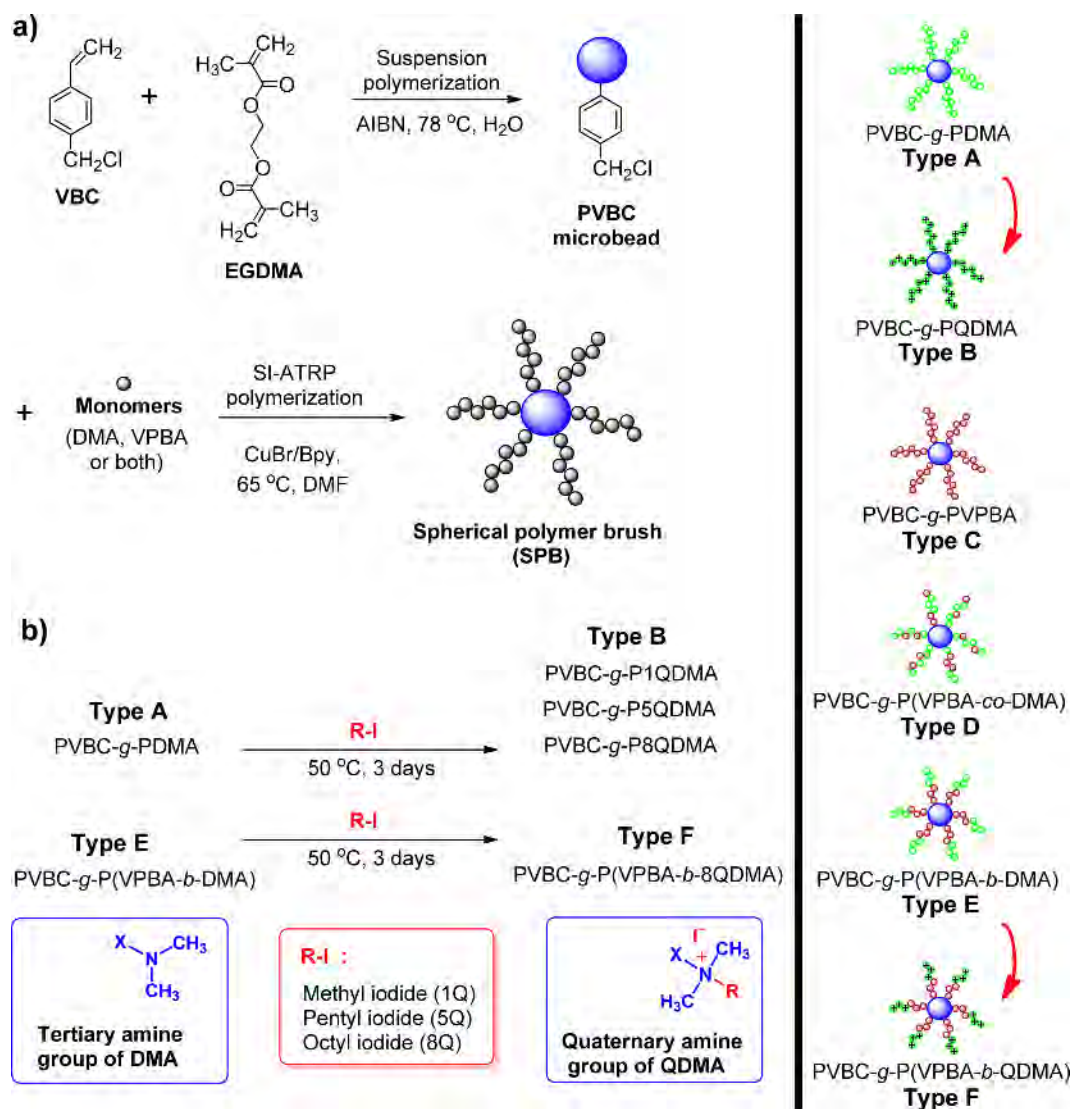 a)
CH2
CH2Cl
VBC
+
CH2
H3C
O
O
O
O
CH3
H2C
EGDMA
Suspension
polymerization
AIBN, 78 °C, H2O
CH2Cl
PVBC
microbead
+
Monomers
(DMA, VPBA
or both)
SI-ATRP
polymerization
CuBr/Bpy,
65 °C, DMF
Spherical polymer brush
(SPB)
b)
Type A
PVBC-g-PDMA
R-I
50 °C, 3 days
Type B
PVBC-g-P1QDMA
PVBC-g-P5QDMA
PVBC-g-P8QDMA
Type E
PVBC-g-P(VPBA-b-DMA)
R-I
50 °C, 3 days
Type F
PVBC-g-P(VPBA-b-8QDMA)
X
N
CH3
CH3
Tertiary amine
group of DMA
R-I :
Methyl iodide (1Q)
Pentyl iodide (5Q)
Octyl iodide (8Q)
I−
X
+
CH3
N
H3C
R
Quaternary amine
group of QDMA
PVBC-g-PDMA
Type A
PVBC-g-PQDMA
Type B
PVBC-g-PVPBA
Type C
PVBC-g-P(VPBA-co-DMA)
Type D
PVBC-g-P(VPBA-b-DMA)
Type E
PVBC-g-P(VPBA-b-QDMA)
Type F